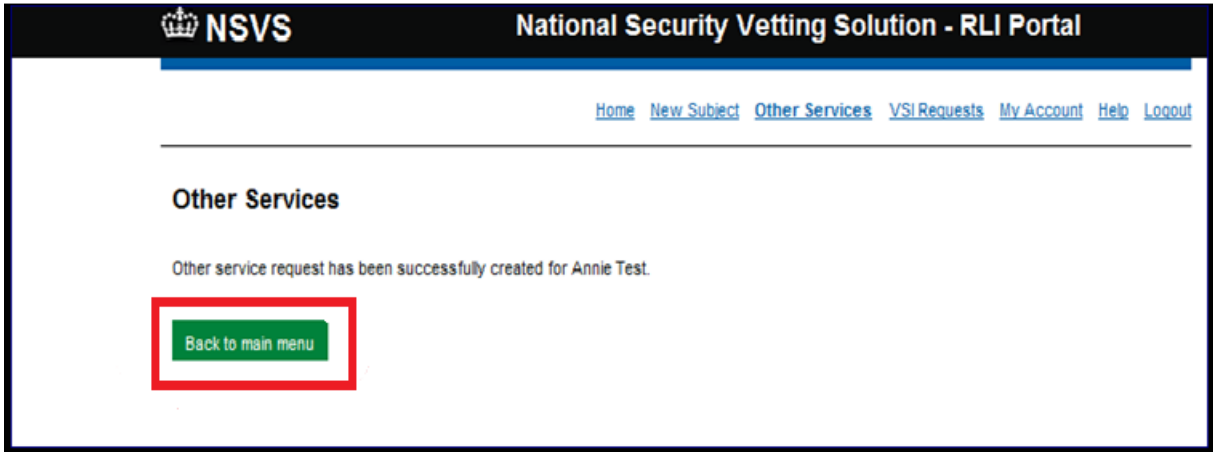 NSVS National Security Vetting Solution - RLI Portal
Home New Subject Other Services VSI Requests My Account Help Logout
Other Services
Other service request has been successfully created for Annie Test.
Back to main menu